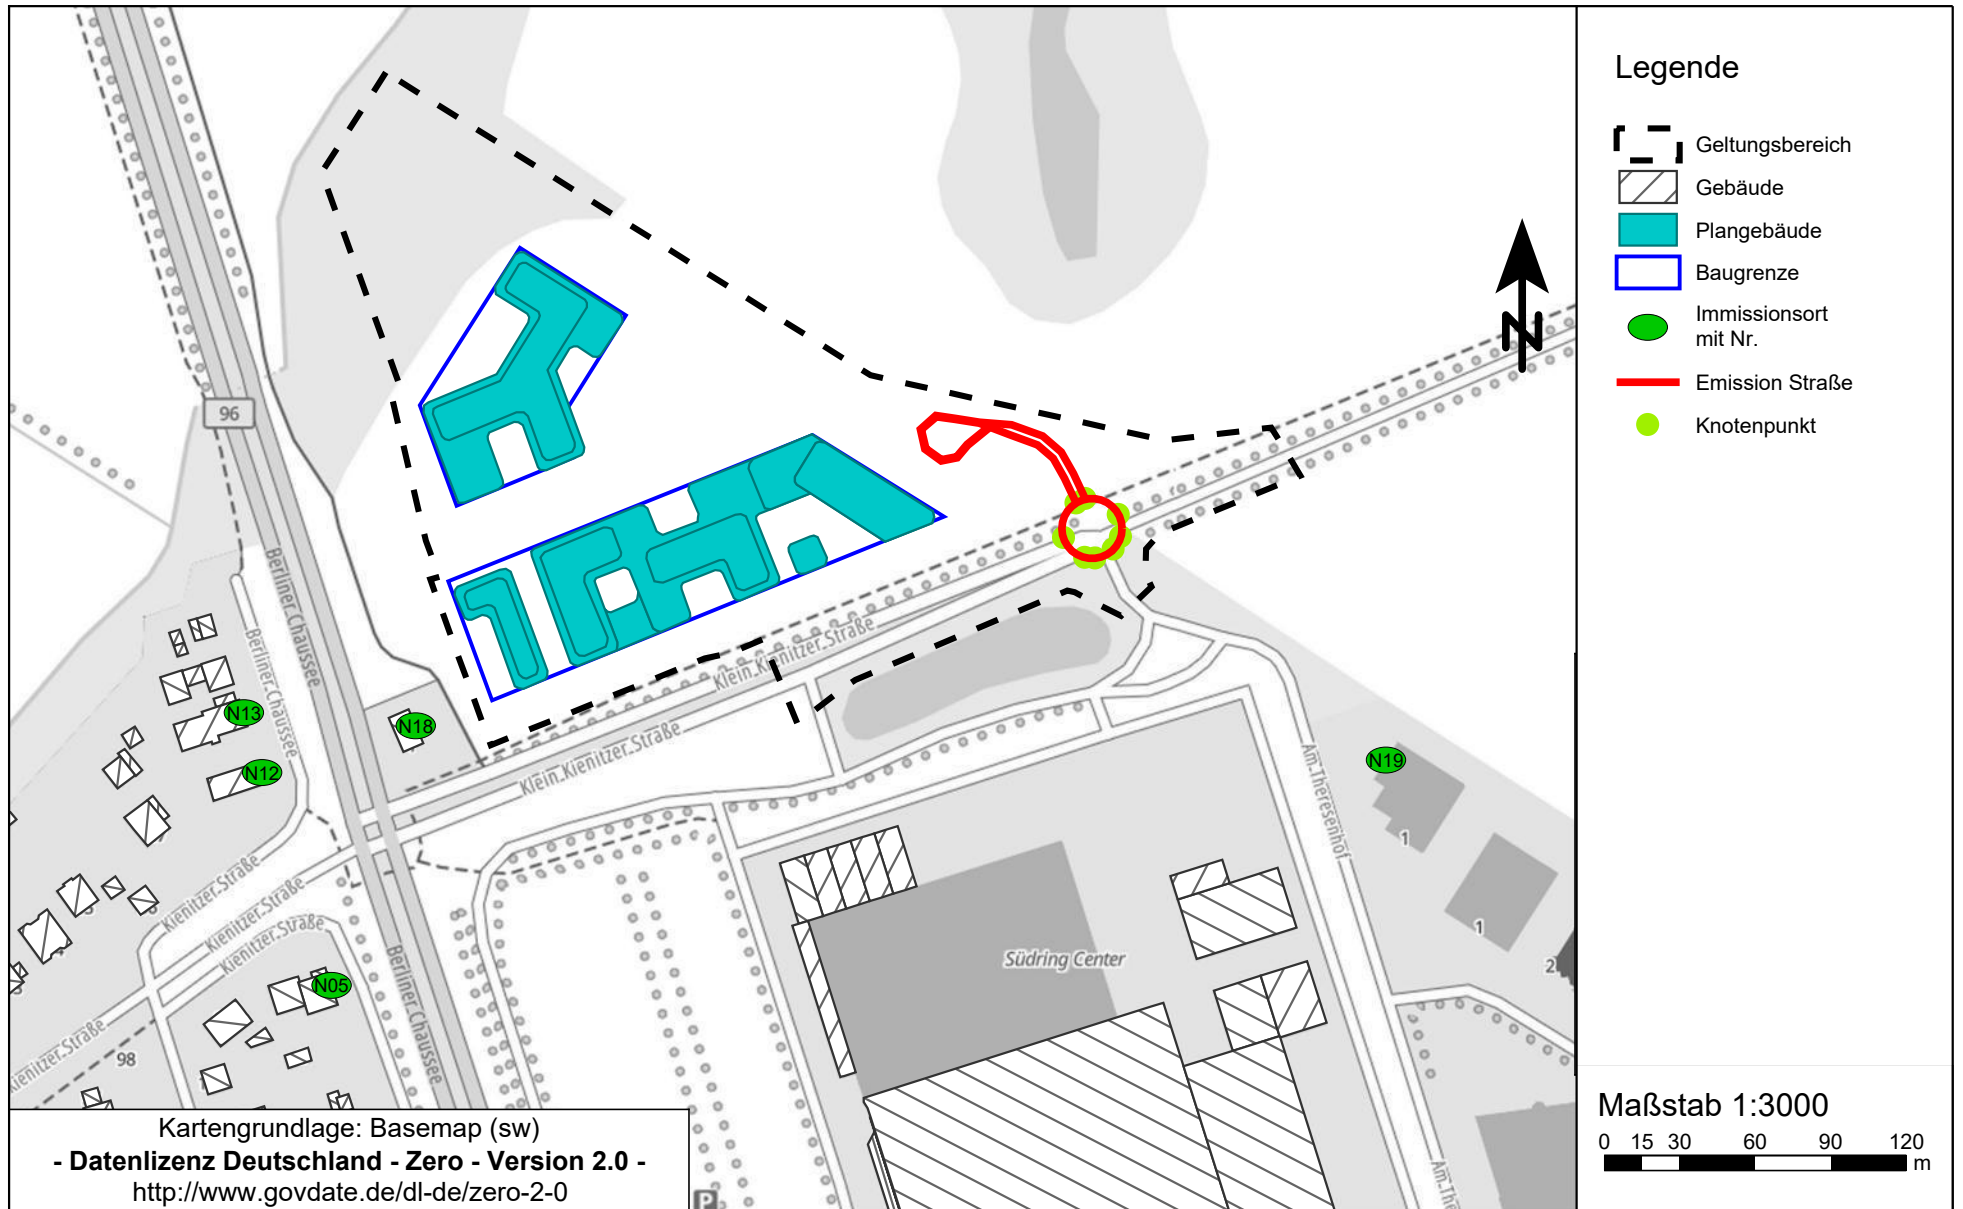 Legende
Geltungsbereich
Gebäude
Plangebäude
Baugrenze
Immissionsort
mit Nr.
Emission Straße
Knotenpunkt
N
96
Berliner Chaussee
Berliner Chaussee
Berliner Chaussee
Klein Kienitzer Straße
Klein Kienitzer Straße
Kienitzer Straße
Kienitzer Straße
Kienitzer Straße
Kienitzer Straße
Am Theresenhof
N13
N18
N12
N19
N05
1
1
2
98
Südring Center
P
Kartengrundlage: Basemap (sw)
- Datenlizenz Deutschland - Zero - Version 2.0 -
http://www.govdate.de/dl-de/zero-2-0
Maßstab 1:3000
0 15 30 60 90 120
m